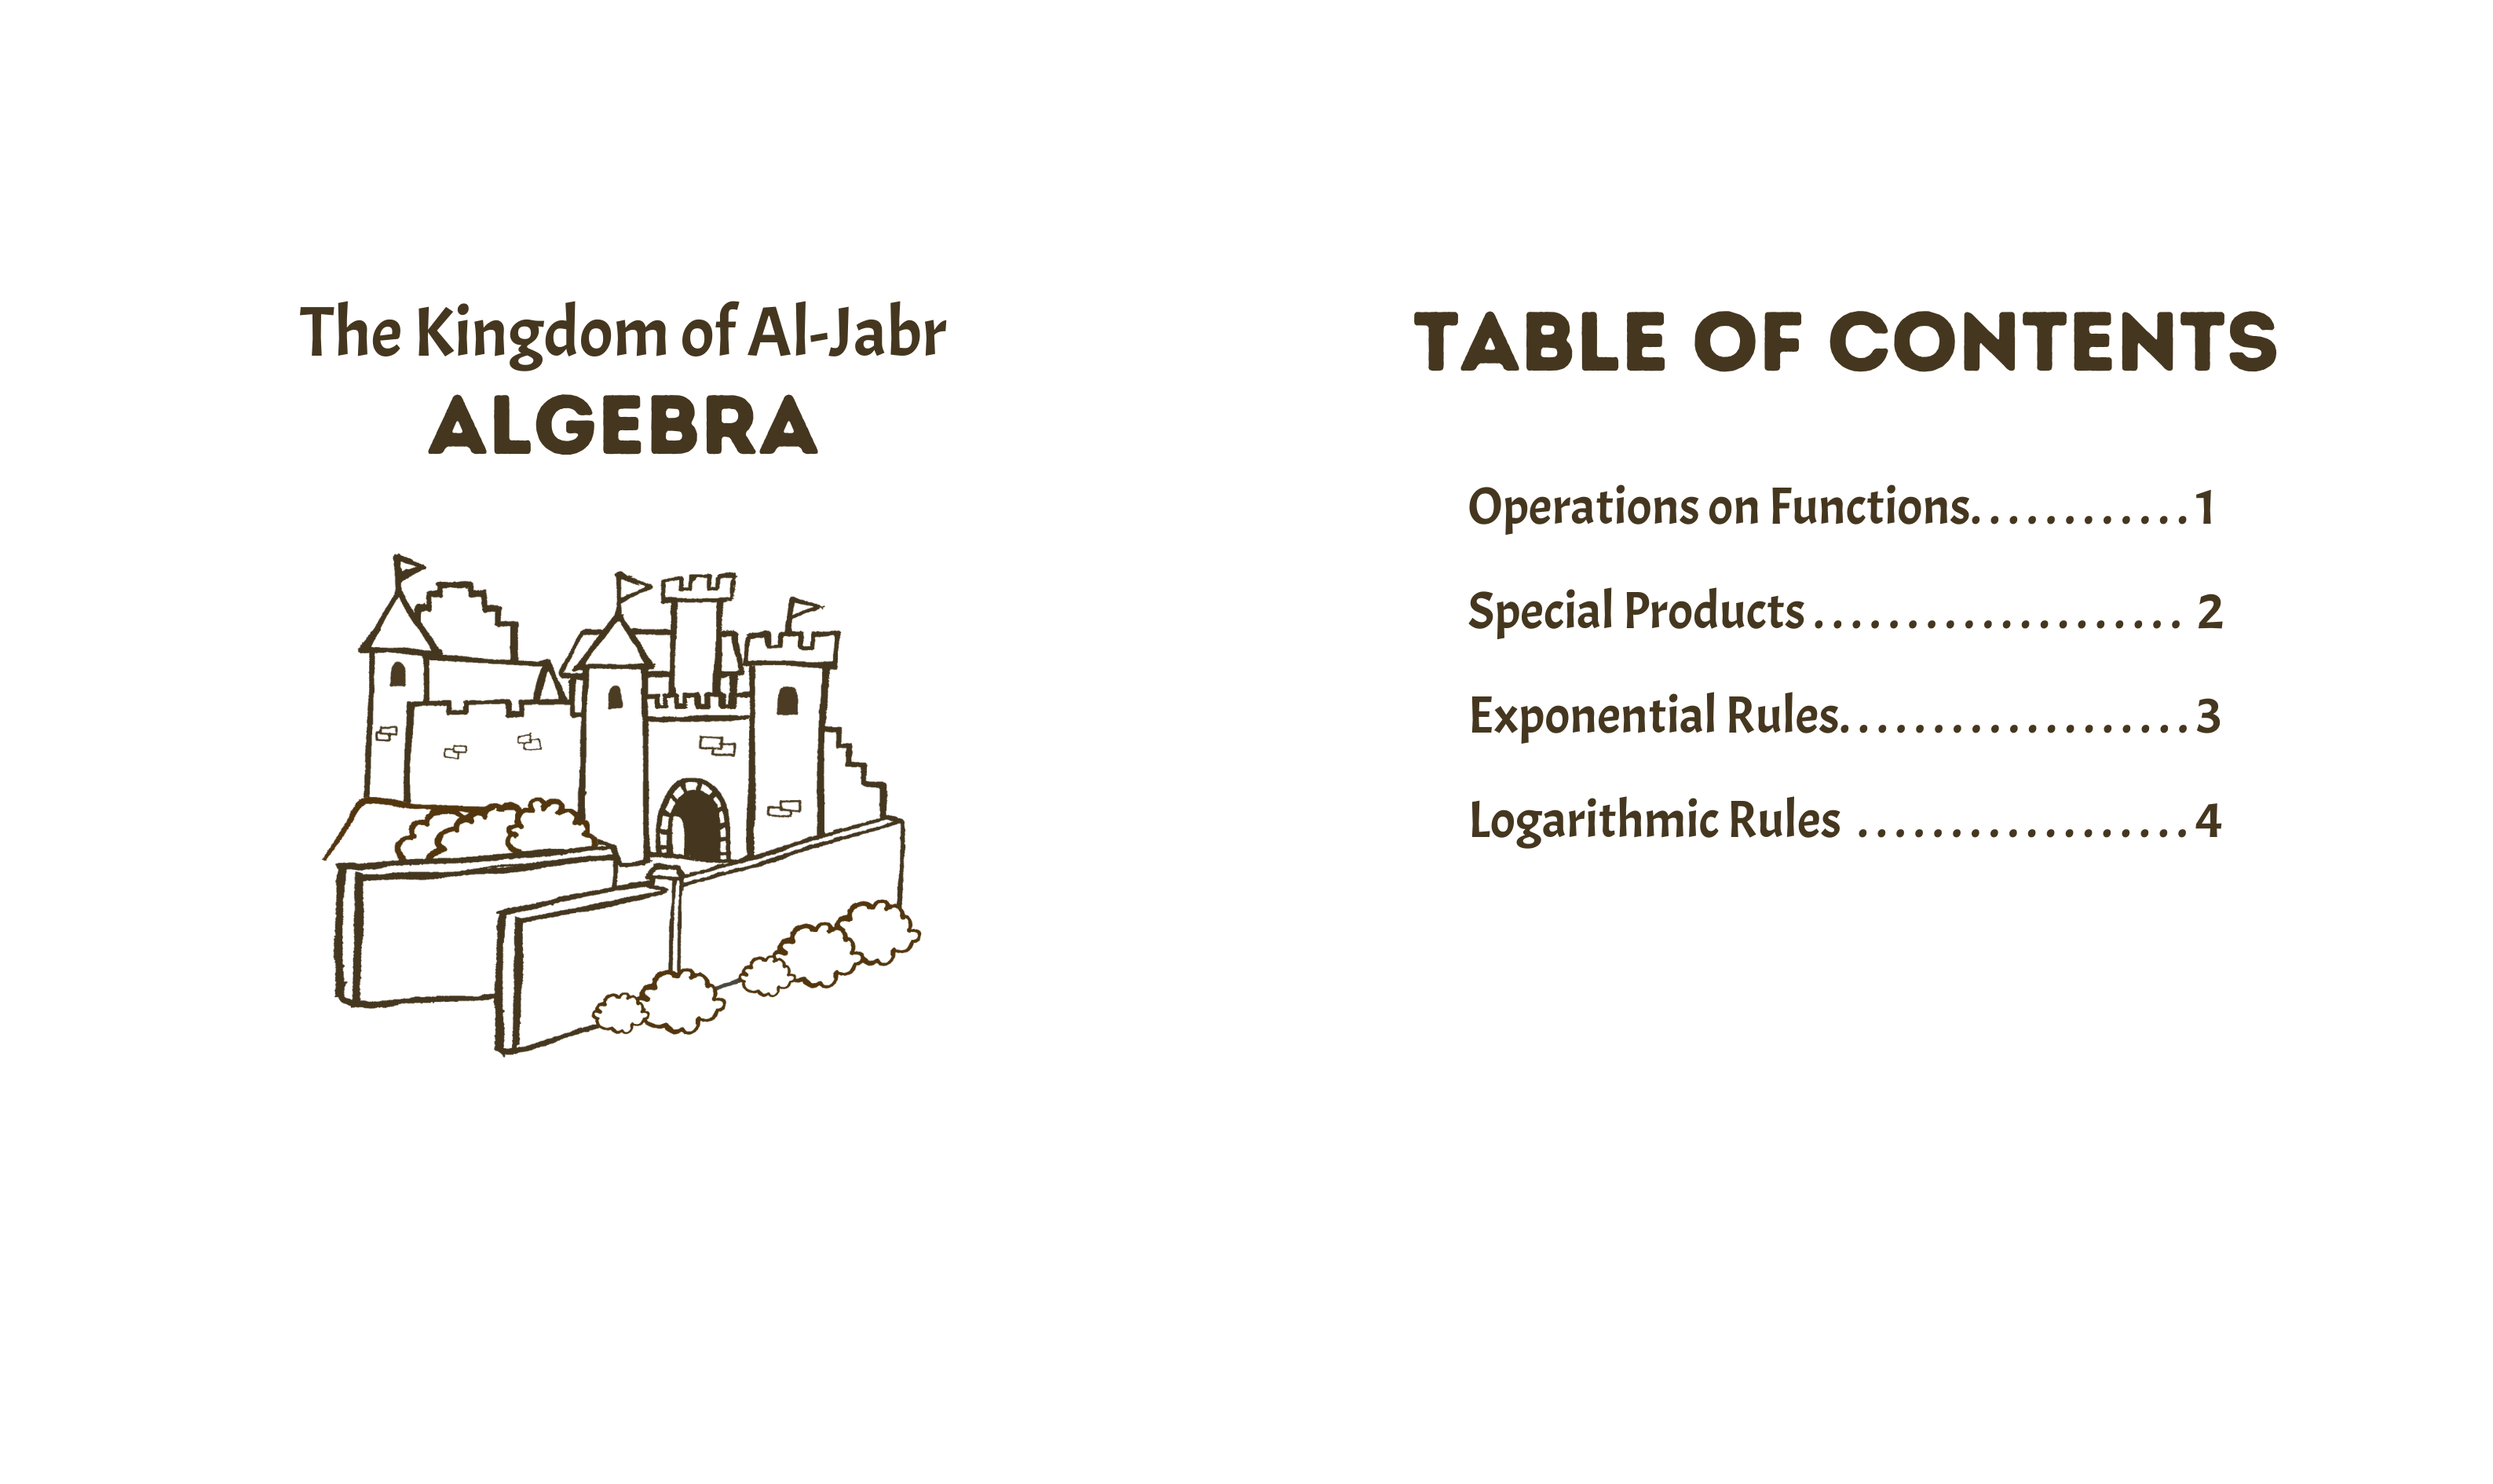 The Kingdom of Al-Jabr
ALGEBRA
TABLE OF CONTENTS
Operations on Functions............1
Special Products.................... 2
Exponential Rules...................3
Logarithmic Rules ..................4